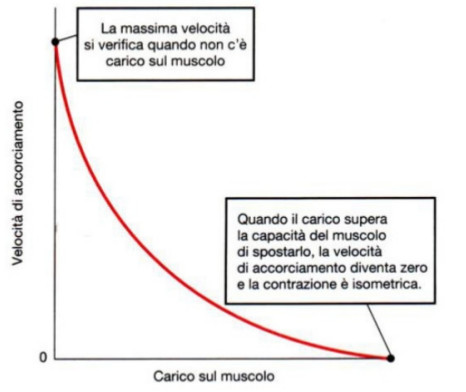 La massima velocità
si verifica quando non c'è
carico sul muscolo
Velocità di accorciamento
Quando il carico supera
la capacità del muscolo
di spostarlo, la velocità
di accorciamento diventa zero
e la contrazione è isometrica.
0
Carico sul muscolo